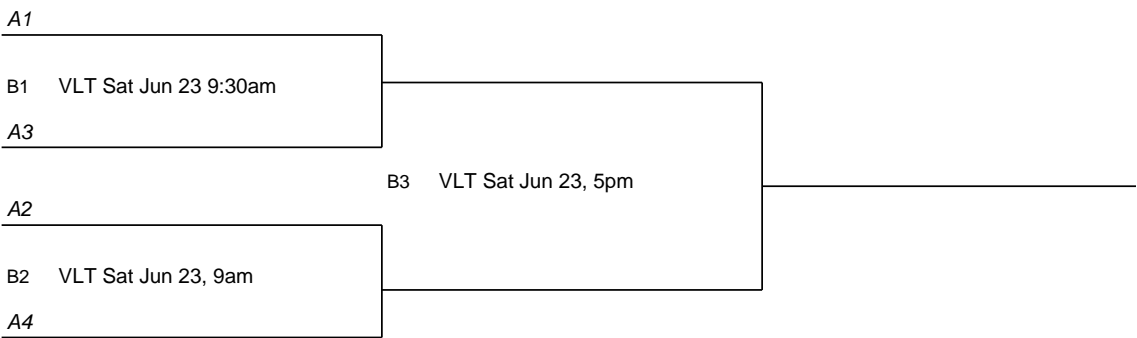 A1
B1 VLT Sat Jun 23 9:30am
A3
B3 VLT Sat Jun 23, 5pm
A2
B2 VLT Sat Jun 23, 9am
A4